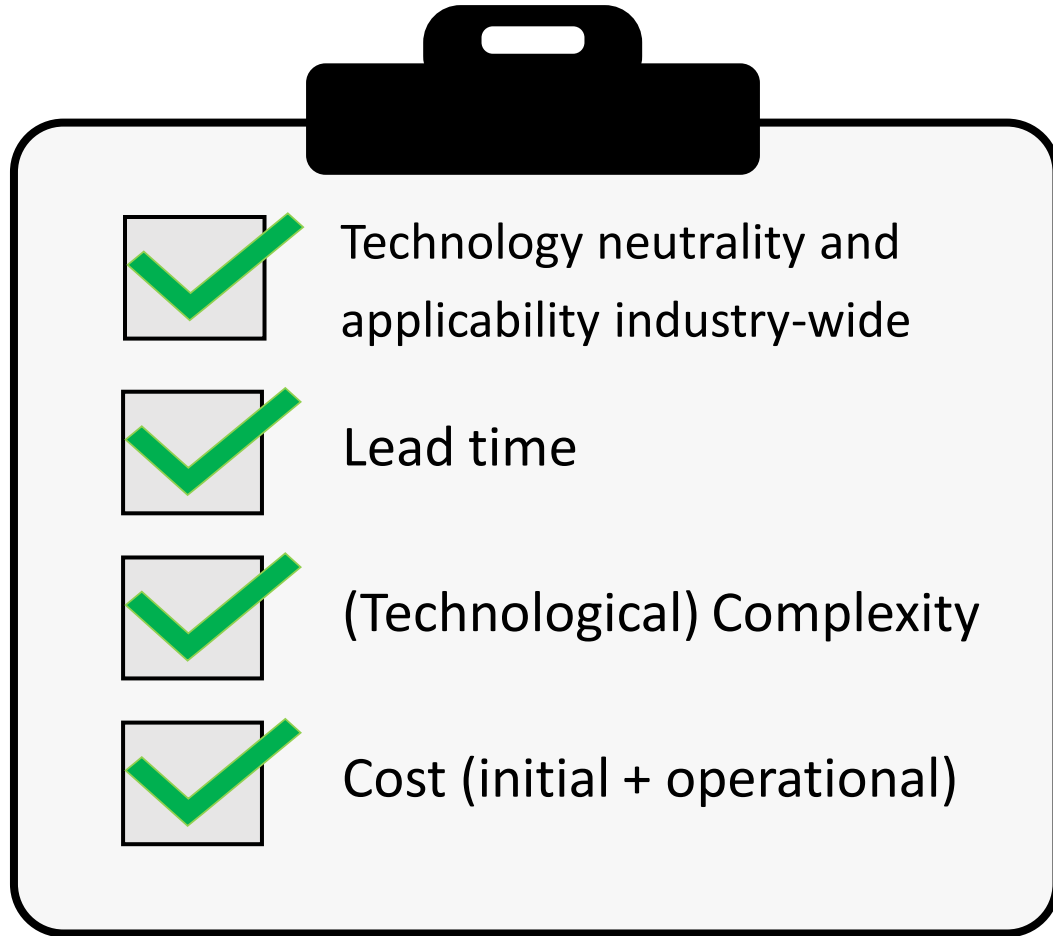 Technology neutrality and
applicability industry-wide
Lead time
(Technological) Complexity
Cost (initial + operational)